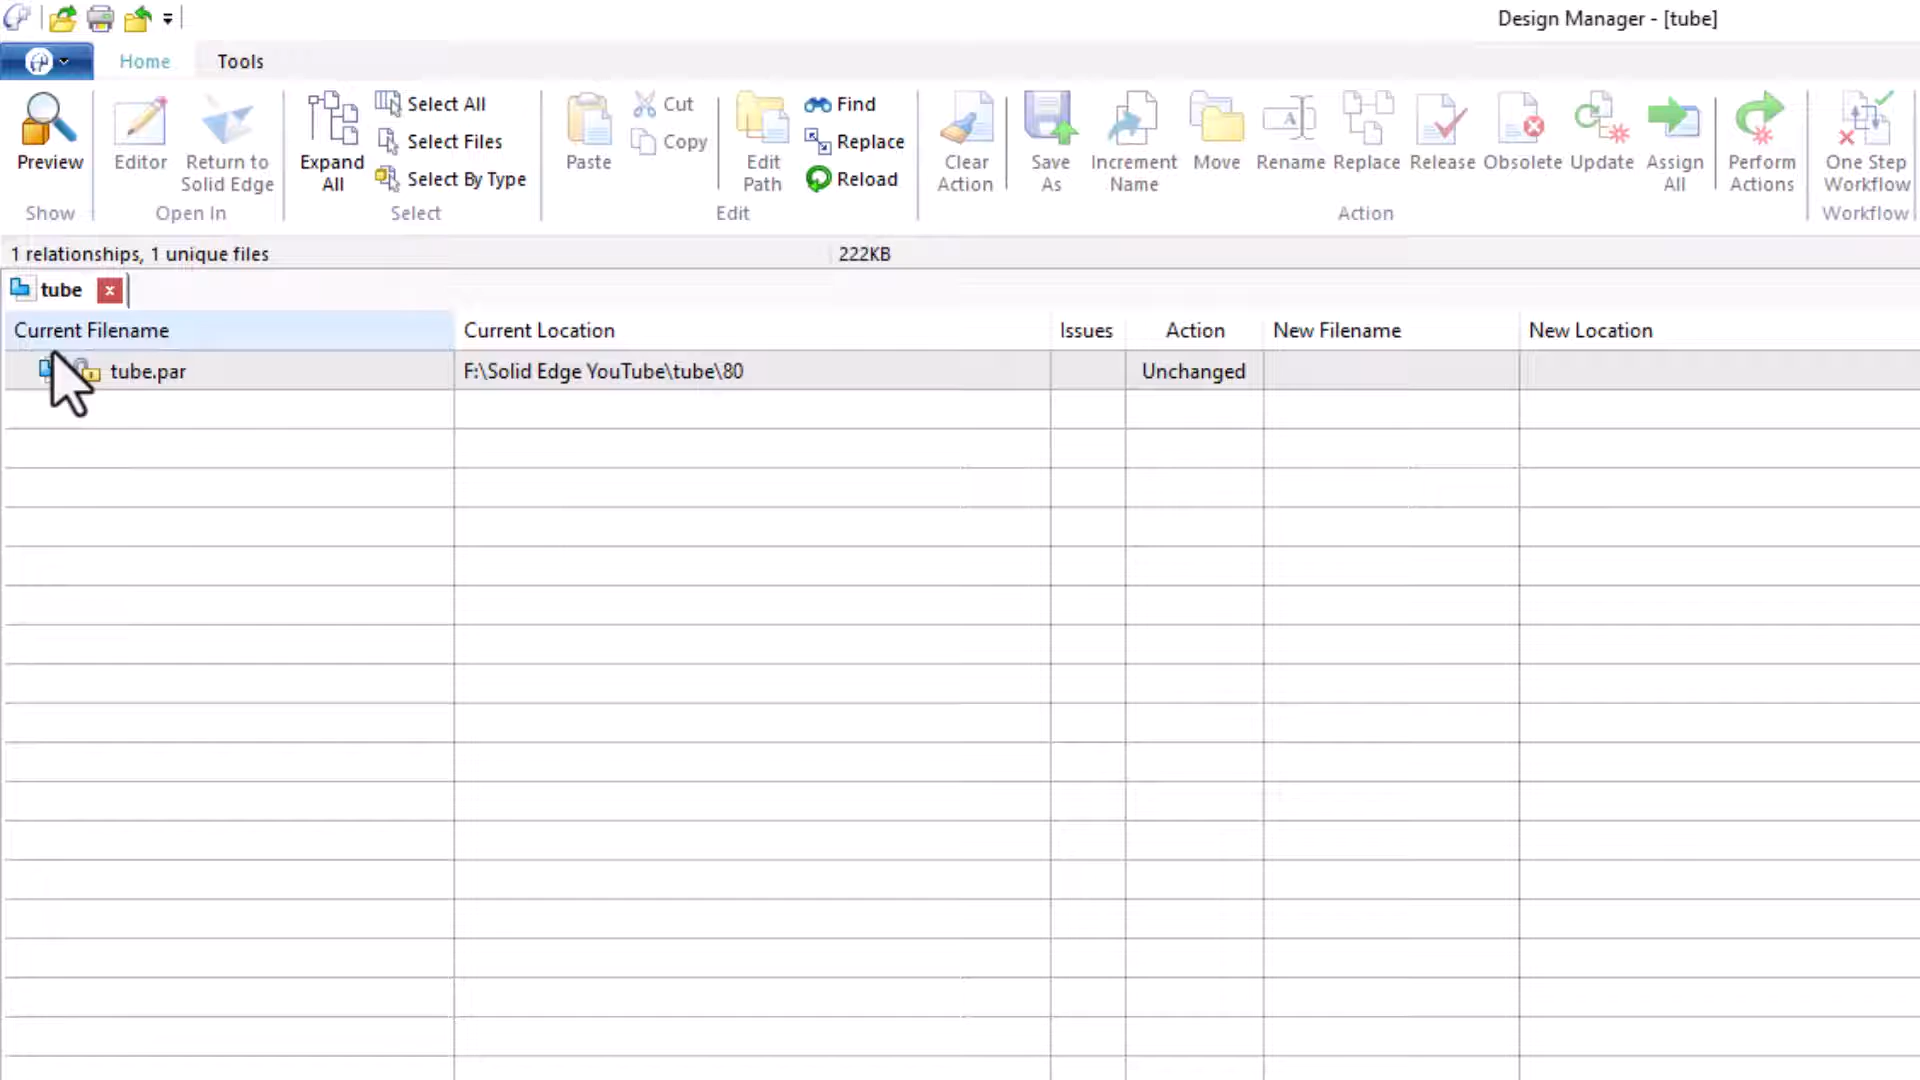 Design Manager - [tube]
Home Tools
Preview
Show
Editor
Return to
Solid Edge
Open In
Expand
All
Select All
Select Files
Select By Type
Select
Paste
Cut
Copy
Edit
Path
Find
Replace
Reload
Edit
Clear
Action
Save
As
Increment
Name
Move
Rename
Replace
Release
Obsolete
Update
Assign
All
Perform
Actions
Action
One Step
Workflow
Workflow
1 relationships, 1 unique files 222KB
tube x
Current Filename Current Location Issues Action New Filename New Location
tube.par F:\Solid Edge YouTube\tube\80 Unchanged